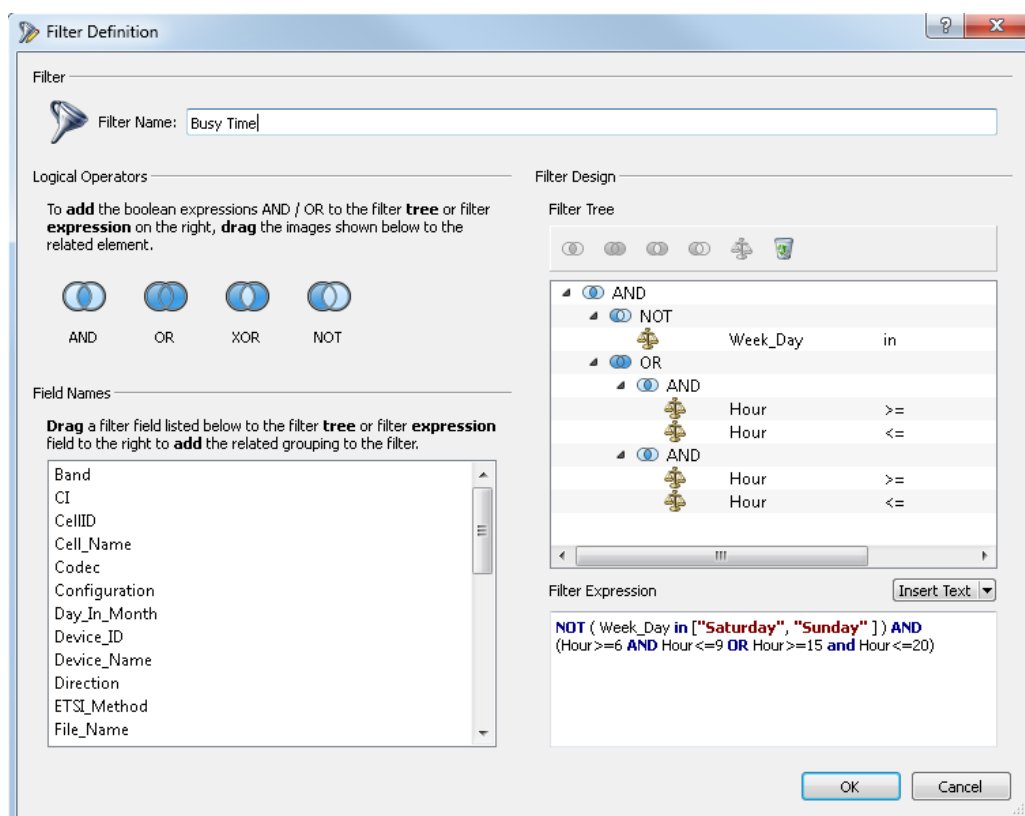 Filter Definition
Filter
Filter Name: Busy Time
Logical Operators
To add the boolean expressions AND / OR to the filter tree or filter
expression on the right, drag the images shown below to the
related element.
AND OR XOR NOT
Field Names
Drag a filter field listed below to the filter tree or filter expression
field to the right to add the related grouping to the filter.
Band
CI
CellID
Cell_Name
Codec
Configuration
Day_In_Month
Device_ID
Device_Name
Direction
ETSI_Method
File_Name
Filter Design
Filter Tree
AND
NOT
Week_Day in
OR
AND
Hour >=
Hour <=
AND
Hour >=
Hour <=
Filter Expression
Insert Text
NOT ( Week_Day in ["Saturday", "Sunday" ] ) AND
(Hour>=6 AND Hour<=9 OR Hour>=15 and Hour<=20)
OK Cancel